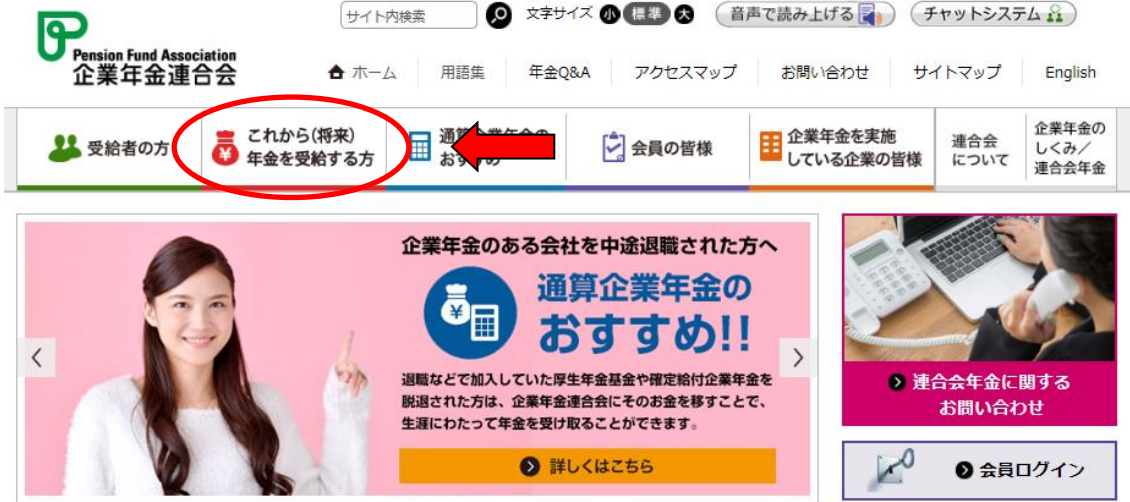 サイト内検索
文字サイズ 小 標準 大
音声で読み上げる
チャットシステム
Pension Fund Association
企業年金連合会
ホーム
用語集
年金Q&A
アクセスマップ
お問い合わせ
サイトマップ
English
受給者の方
これから(将来)
年金を受給する方
通算企業年金の
おすすめ
会員の皆様
企業年金を実施
している企業の皆様
連合会
について
企業年金の
しくみ／
連合会年金
企業年金のある会社を中途退職された方へ
通算企業年金の
おすすめ!!
退職などで加入していた厚生年金基金や確定給付企業年金を
脱退された方は、企業年金連合会にそのお金を移すことで、
生涯にわたって年金を受け取ることができます。
詳しくはこちら
連合会年金に関する
お問い合わせ
会員ログイン